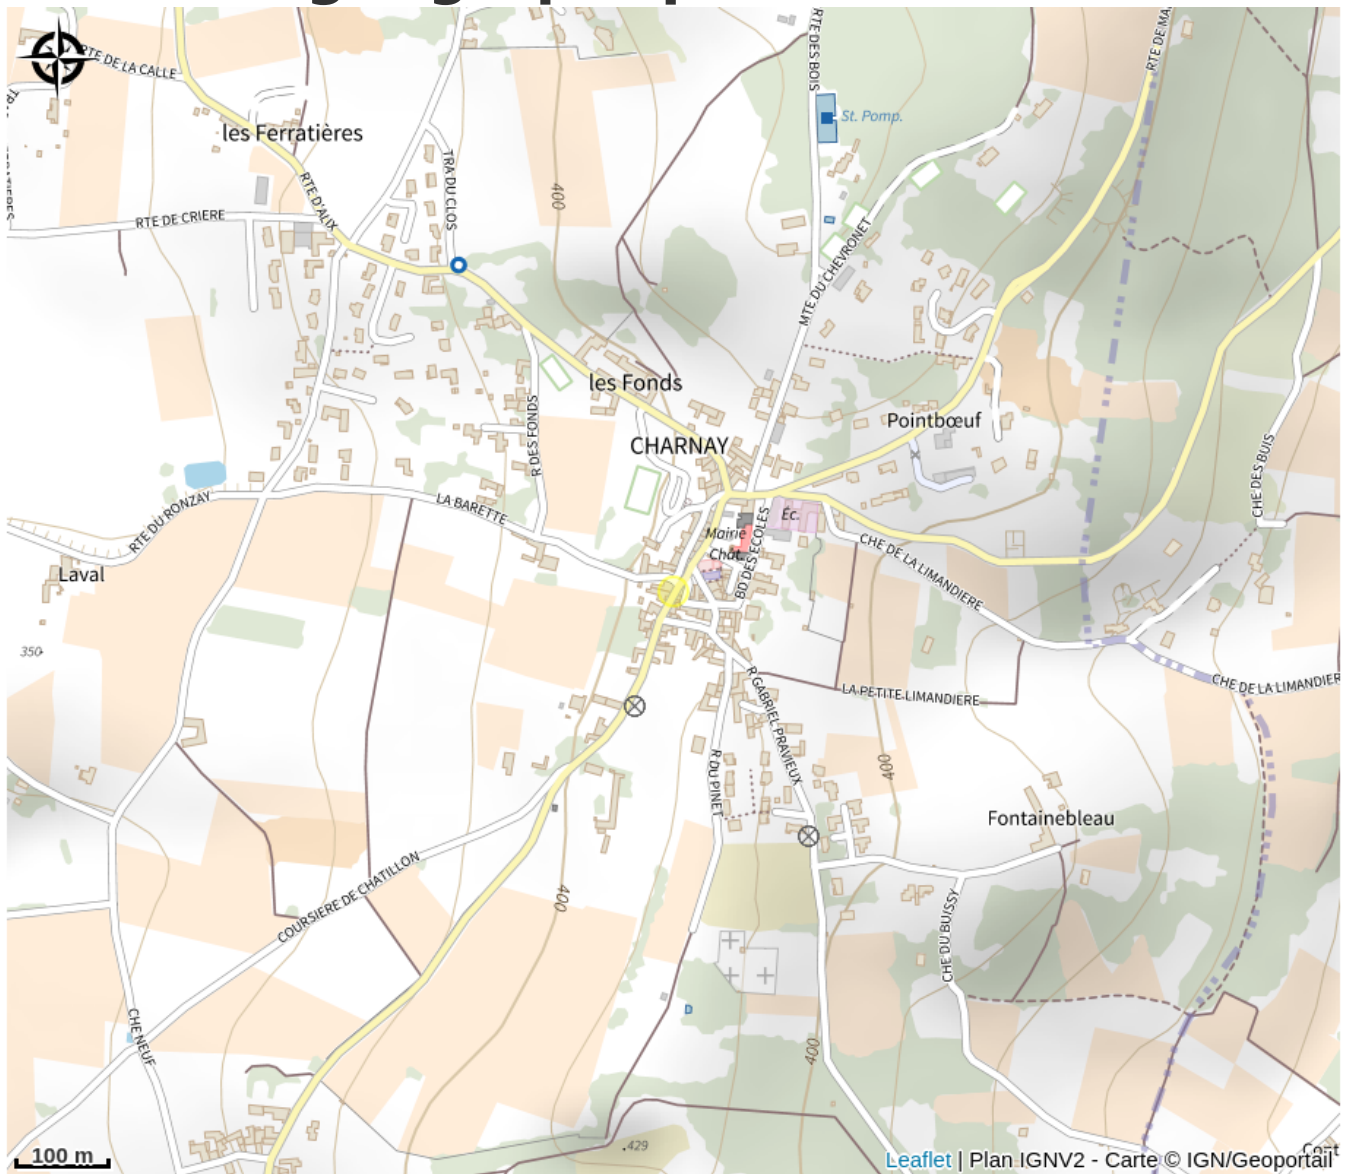 RTE DE LA CALLE
les Ferratières
RTE D'ALIX
RTE DE CRIERE
TRA DU CLOS
400
RTE DES BOIS
St. Pomp.
RTE DE MA
MTE DU CHEVRONET
les Fonds
CHARNAY
Pointbœuf
R DES FONDS
CHE DES BUIS
RTE DU RONZAY
LA BARETTE
Mairie
Éc.
Chât.
BD DES ECOLES
CHE DE LA LIMANDIERE
Laval
350
LA PETITE LIMANDIERE
CHE DE LA LIMANDIER
R GABRIEL PRAVIEUX
R DU PINET
400
Fontainebleau
COURSIERE DE CHATILLON
400
CHE DU BUISSY
CHE NEUF
400
429
100 m
Leaflet | Plan IGNV2 - Carte © IGN/Geoportail